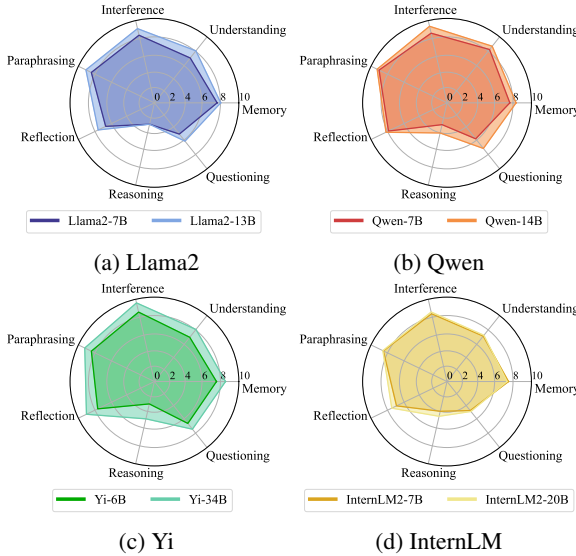 Interference
Understanding
Paraphrasing
0 2 4 6 8 10
Memory
Reflection
Reasoning
Questioning
Llama2-7B Llama2-13B
(a) Llama2
Interference
Understanding
Paraphrasing
0 2 4 6 8 10
Memory
Reflection
Reasoning
Questioning
Qwen-7B Qwen-14B
(b) Qwen
Interference
Understanding
Paraphrasing
0 2 4 6 8 10
Memory
Reflection
Reasoning
Questioning
Yi-6B Yi-34B
(c) Yi
Interference
Understanding
Paraphrasing
0 2 4 6 8 10
Memory
Reflection
Reasoning
Questioning
InternLM2-7B InternLM2-20B
(d) InternLM